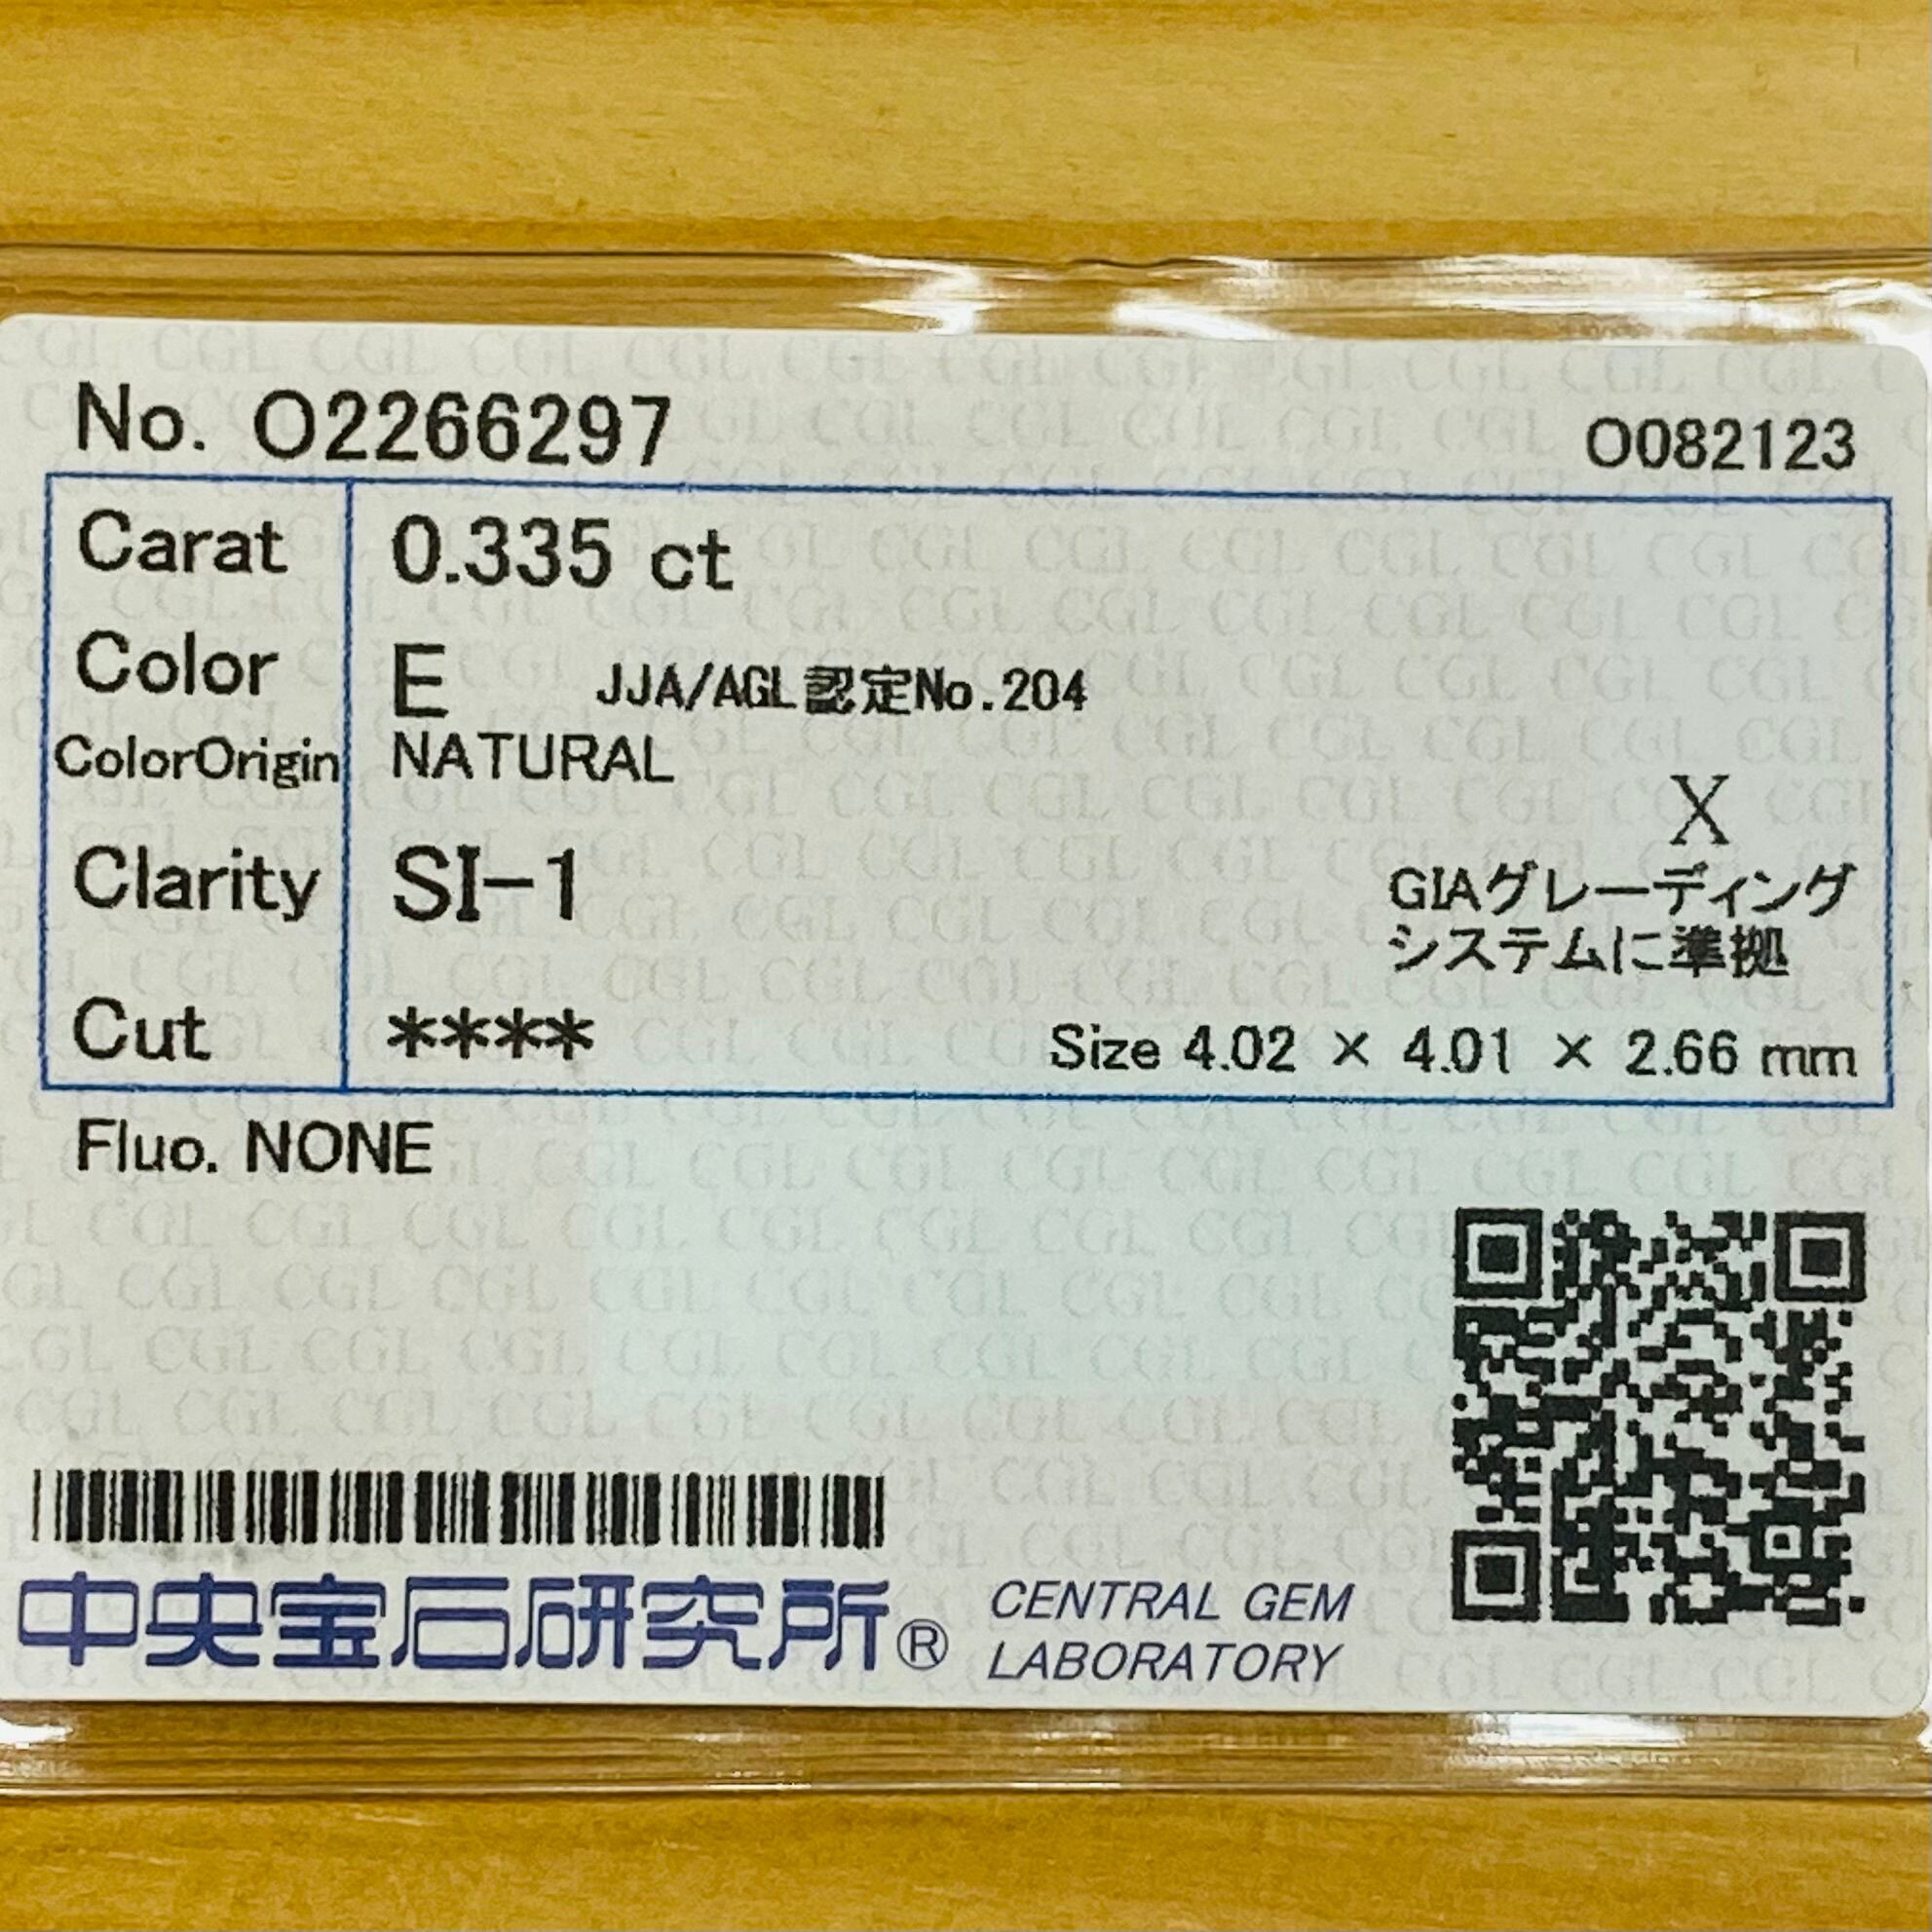 No. O2266297
O082123
Carat 0.335 ct
Color E JJA/AGL認定No.204
ColorOrigin NATURAL
X
Clarity SI-1
GIAグレーディング
システムに準拠
Cut ****
Size 4.02 × 4.01 × 2.66 mm
Fluo. NONE
中央宝石研究所® CENTRAL GEM
LABORATORY